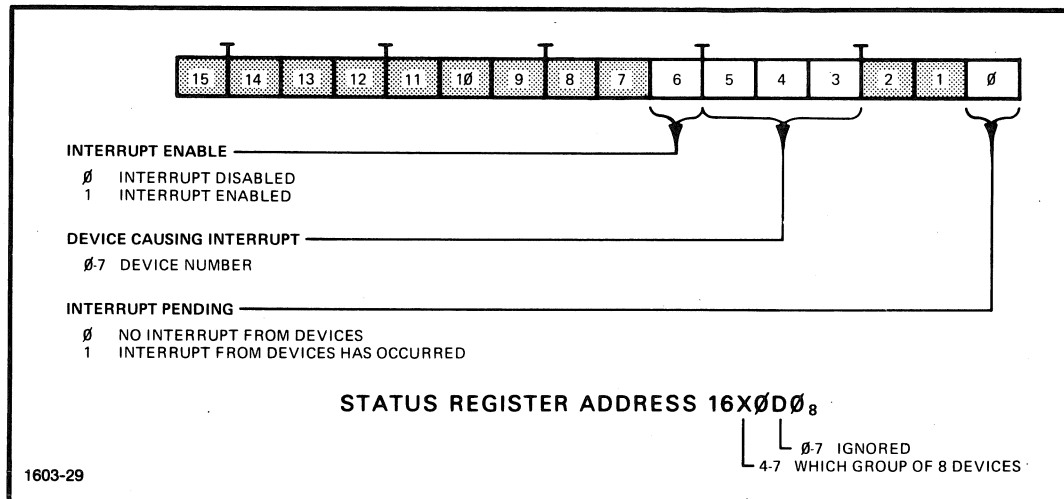 15 14 13 12 11 1Ø 9 8 7 6 5 4 3 2 1 Ø
INTERRUPT ENABLE
Ø INTERRUPT DISABLED
1 INTERRUPT ENABLED
DEVICE CAUSING INTERRUPT
Ø-7 DEVICE NUMBER
INTERRUPT PENDING
Ø NO INTERRUPT FROM DEVICES
1 INTERRUPT FROM DEVICES HAS OCCURRED
STATUS REGISTER ADDRESS 16XØDØ₈
Ø-7 IGNORED
4-7 WHICH GROUP OF 8 DEVICES
1603-29